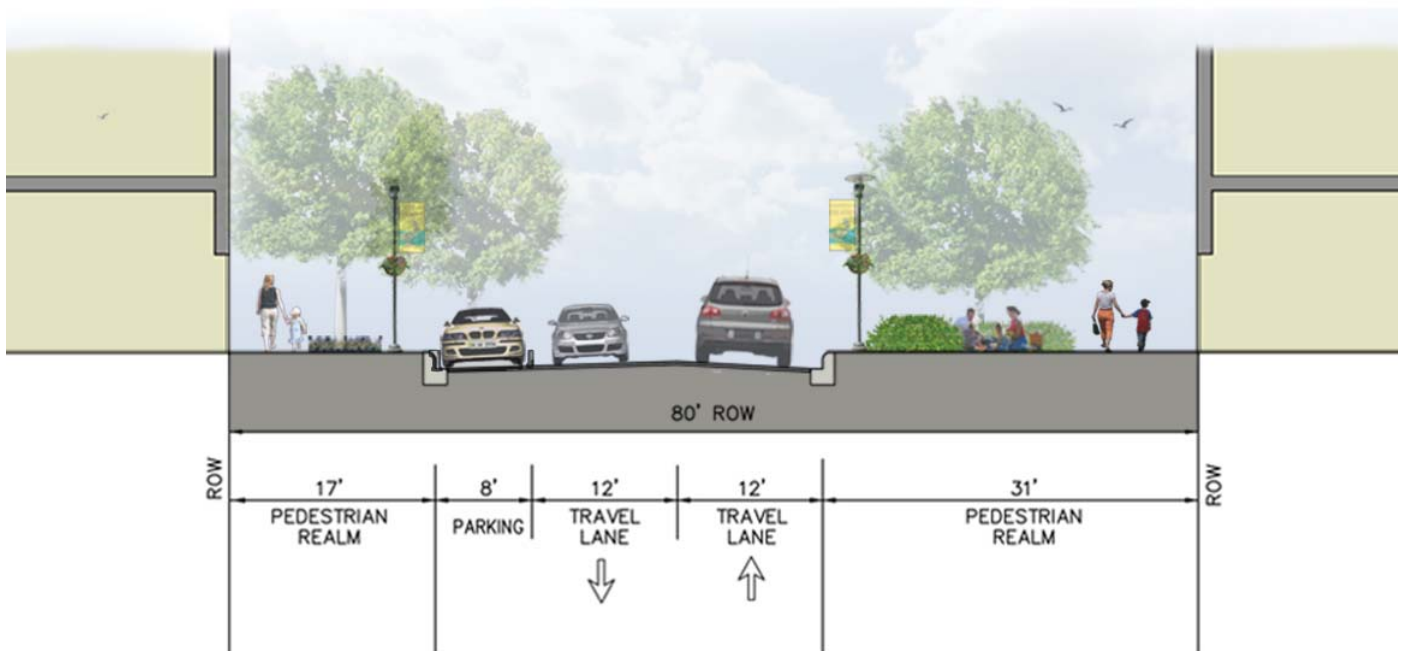 80' ROW
ROW
17'
8'
12'
12'
31'
ROW
PEDESTRIAN
REALM
PARKING
TRAVEL
LANE
TRAVEL
LANE
PEDESTRIAN
REALM